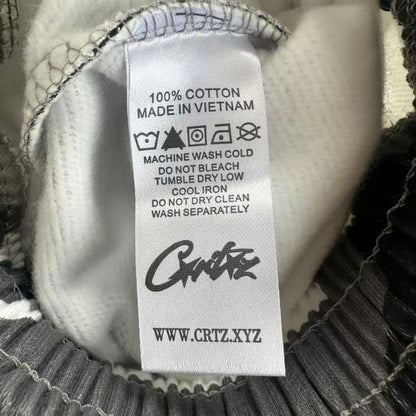 100% COTTON
MADE IN VIETNAM
MACHINE WASH COLD
DO NOT BLEACH
TUMBLE DRY LOW
COOL IRON
DO NOT DRY CLEAN
WASH SEPARATELY
Crtz
WWW.CRTZ.XYZ